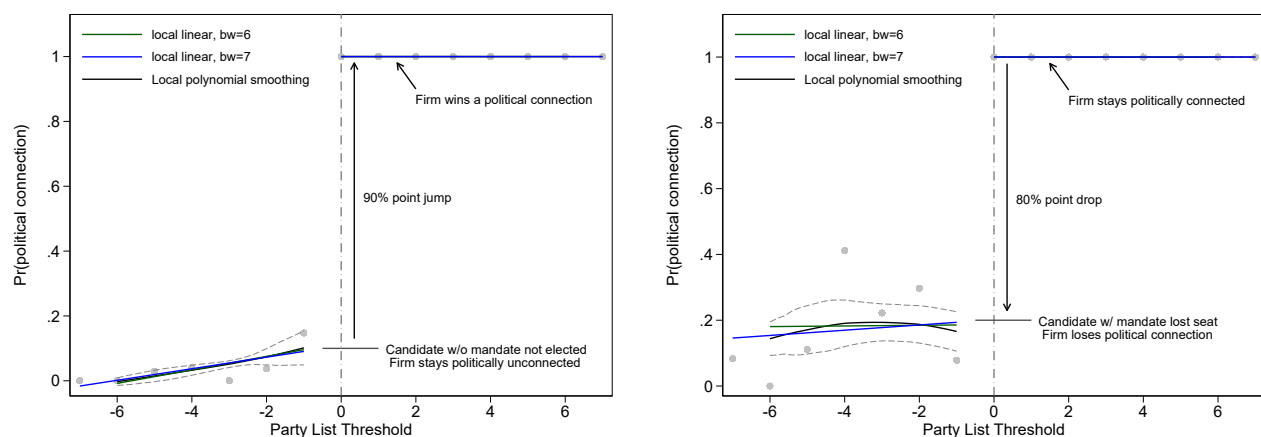 local linear, bw=6
local linear, bw=7
Local polynomial smoothing
Firm wins a political connection
90% point jump
Candidate w/o mandate not elected
Firm stays politically unconnected
Pr(political connection)
1
.8
.6
.4
.2
0
-6
-4
-2
0
2
4
6
Party List Threshold
local linear, bw=6
local linear, bw=7
Local polynomial smoothing
Firm stays politically connected
80% point drop
Candidate w/ mandate lost seat
Firm loses political connection
Pr(political connection)
1
.8
.6
.4
.2
0
-6
-4
-2
0
2
4
6
Party List Threshold